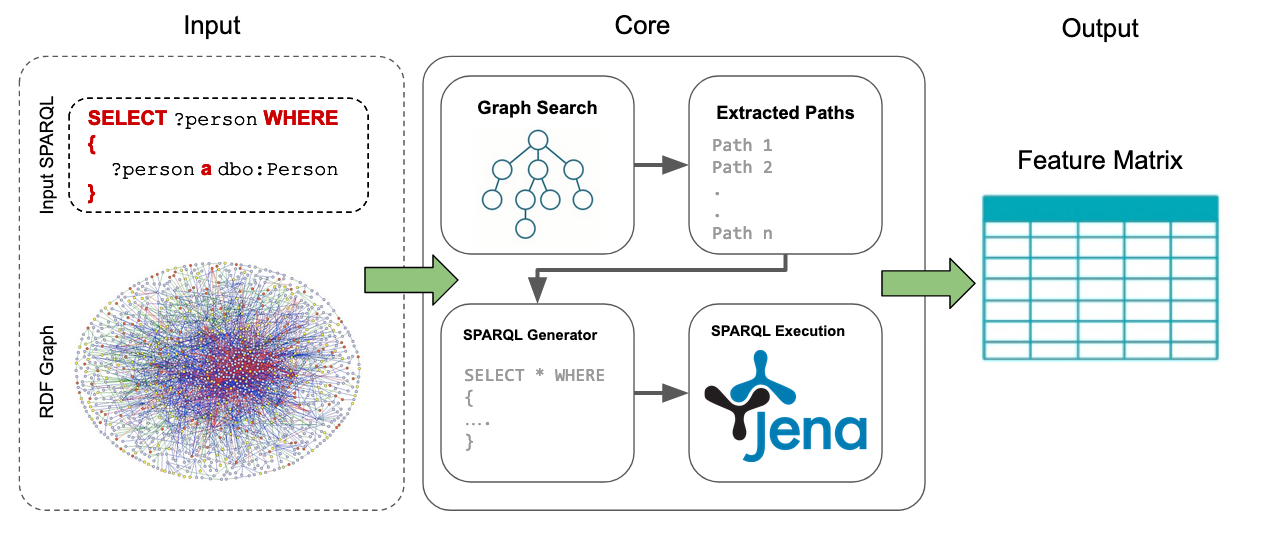 Input
Core
Output
Input SPARQL
SELECT ?person WHERE
{
?person a dbo:Person
}
RDF Graph
Graph Search
Extracted Paths
Path 1
Path 2
.
.
Path n
SPARQL Generator
SELECT * WHERE
{
....
}
SPARQL Execution
Jena
Feature Matrix